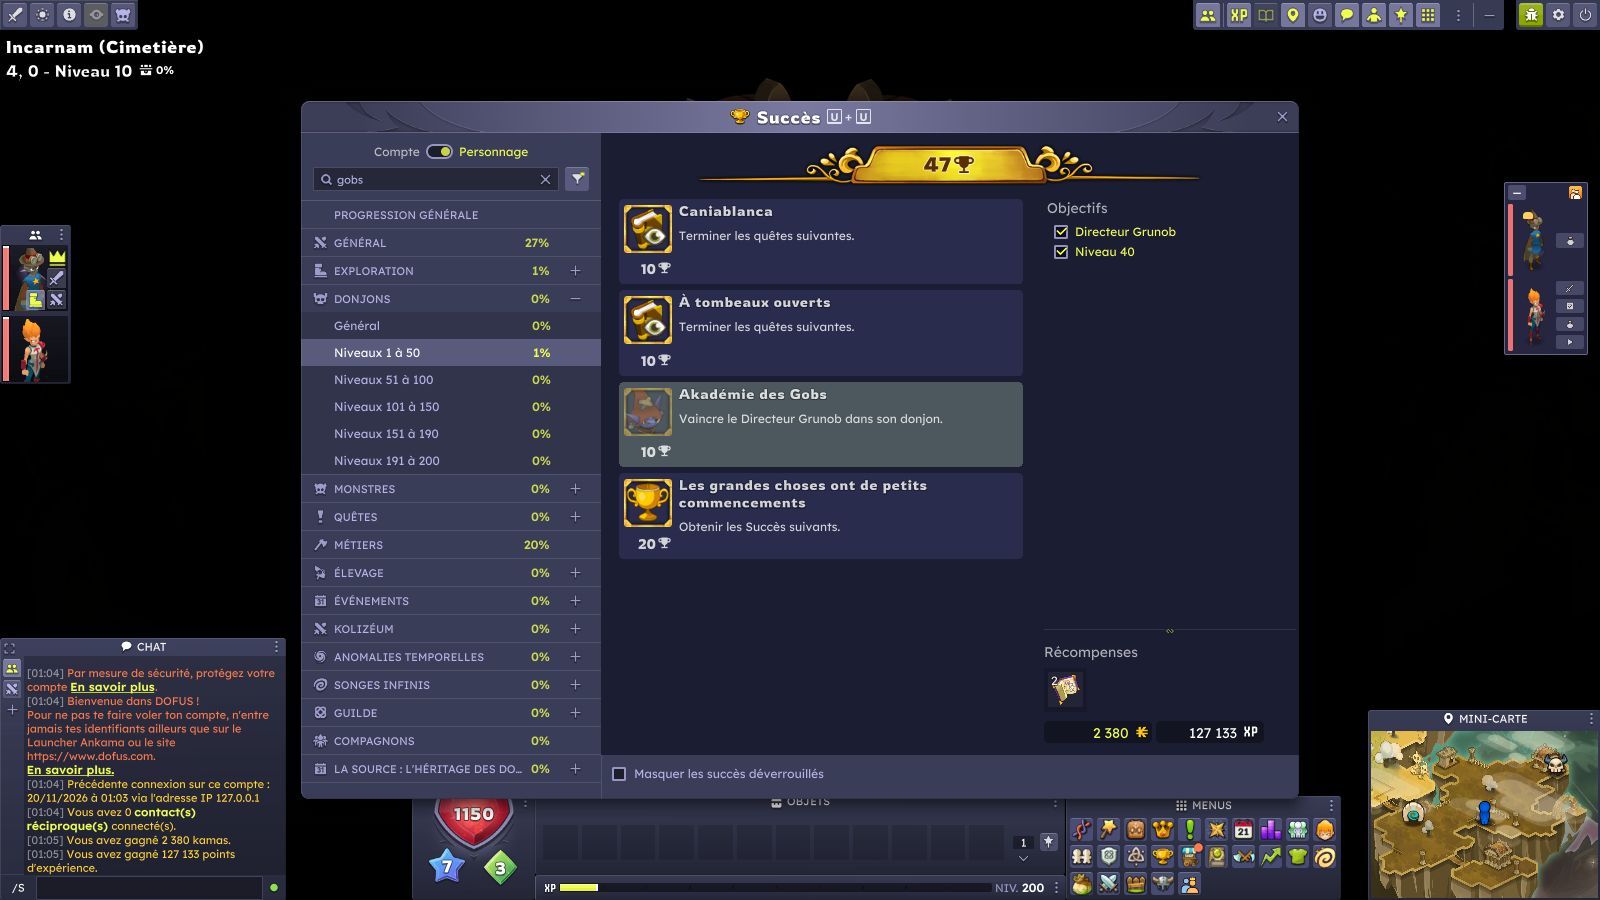 Incarnam (Cimetière)
4, 0 - Niveau 10 0%
XP
Succès U + U
Compte Personnage
gobs
PROGRESSION GÉNÉRALE
GÉNÉRAL 27%
EXPLORATION 1%
DONJONS 0%
Général 0%
Niveaux 1 à 50 1%
Niveaux 51 à 100 0%
Niveaux 101 à 150 0%
Niveaux 151 à 190 0%
Niveaux 191 à 200 0%
MONSTRES 0%
QUÊTES 0%
MÉTIERS 20%
ÉLEVAGE 0%
ÉVÉNEMENTS 0%
KOLIZÉUM 0%
ANOMALIES TEMPORELLES 0%
SONGES INFINIS 0%
GUILDE 0%
COMPAGNONS 0%
LA SOURCE : L'HÉRITAGE DES DO... 0%
47
Caniablanca
Terminer les quêtes suivantes.
10
À tombeaux ouverts
Terminer les quêtes suivantes.
10
Akadémie des Gobs
Vaincre le Directeur Grunob dans son donjon.
10
Les grandes choses ont de petits
commencements
Obtenir les Succès suivants.
20
Objectifs
Directeur Grunob
Niveau 40
Récompenses
2
2 380
127 133 XP
Masquer les succès déverrouillés
CHAT
[01:04] Par mesure de sécurité, protégez votre
compte En savoir plus.
[01:04] Bienvenue dans DOFUS !
Pour ne pas te faire voler ton compte, n'entre
jamais tes identifiants ailleurs que sur le
Launcher Ankama ou le site
https://www.dofus.com.
En savoir plus.
[01:04] Précédente connexion sur ce compte :
20/11/2026 à 01:03 via l'adresse IP 127.0.0.1
[01:04] Vous avez 0 contact(s)
réciproque(s) connecté(s).
[01:05] Vous avez gagné 2 380 kamas.
[01:05] Vous avez gagné 127 133 points
d'expérience.
/S
1150
7
3
OBJETS
1
XP NIV. 200
MENUS
21
MINI-CARTE